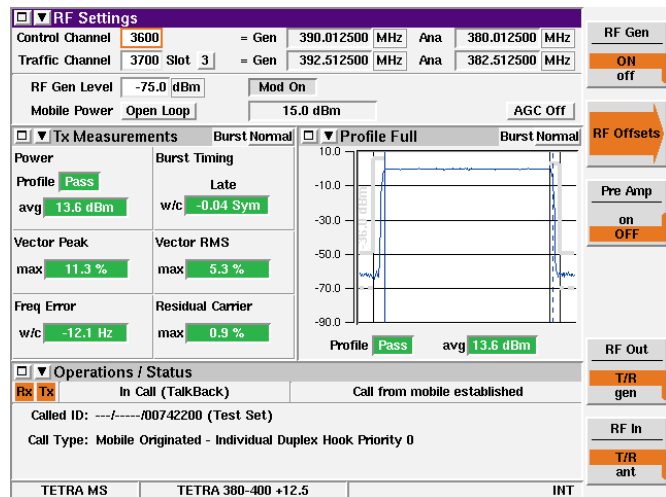 RF Settings
Control Channel 3600 = Gen 390.012500 MHz Ana 380.012500 MHz
Traffic Channel 3700 Slot 3 = Gen 392.512500 MHz Ana 382.512500 MHz
RF Gen Level -75.0 dBm Mod On
Mobile Power Open Loop 15.0 dBm AGC Off
Tx Measurements Burst Normal
Power
Profile Pass
avg 13.6 dBm
Burst Timing
Late
w/c -0.04 Sym
Vector Peak
max 11.3 %
Vector RMS
max 5.3 %
Freq Error
w/c -12.1 Hz
Residual Carrier
max 0.9 %
Profile Full Burst Normal
10.0
-10.0
-30.0
-50.0
-70.0
-90.0
-36.0 dBm
Profile Pass avg 13.6 dBm
Operations / Status
Rx Tx In Call (TalkBack) Call from mobile established
Called ID: ---/-----/00742200 (Test Set)
Call Type: Mobile Originated - Individual Duplex Hook Priority 0
TETRA MS TETRA 380-400 +12.5 INT
RF Gen
ON
off
RF Offsets
Pre Amp
on
OFF
RF Out
T/R
gen
RF In
T/R
ant